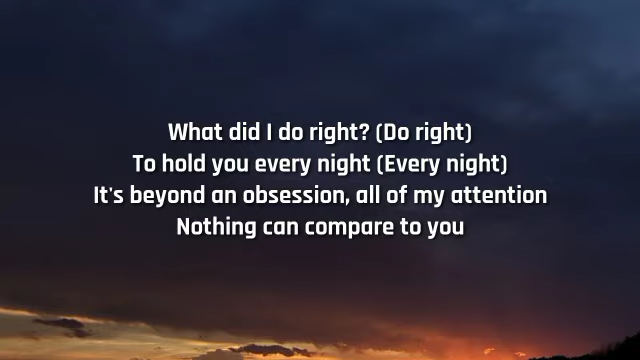 What did I do right? (Do right)
To hold you every night (Every night)
It's beyond an obsession, all of my attention
Nothing can compare to you